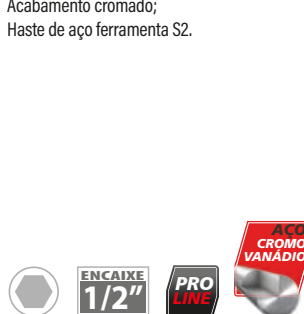 Acabamento cromado;
Haste de aço ferramenta S2.
AÇO
CROMO
VANÁDIO
ENCAIXE
1/2”
PRO
LINE